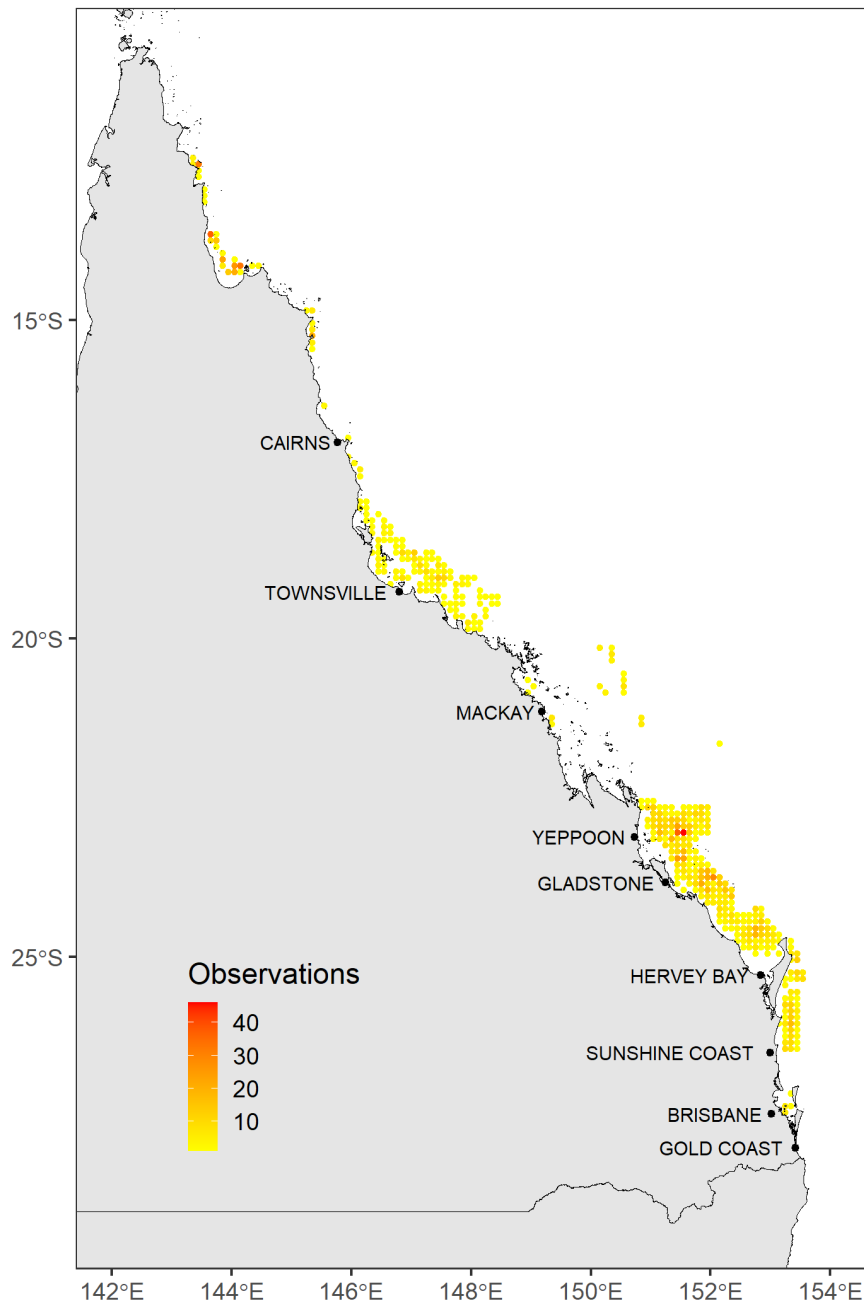 15°S
CAIRNS
TOWNSVILLE
20°S
MACKAY
YEPPOON
GLADSTONE
25°S
Observations
HERVEY BAY
40
30
SUNSHINE COAST
20
10
BRISBANE
GOLD COAST
142°E 144°E 146°E 148°E 150°E 152°E 154°E